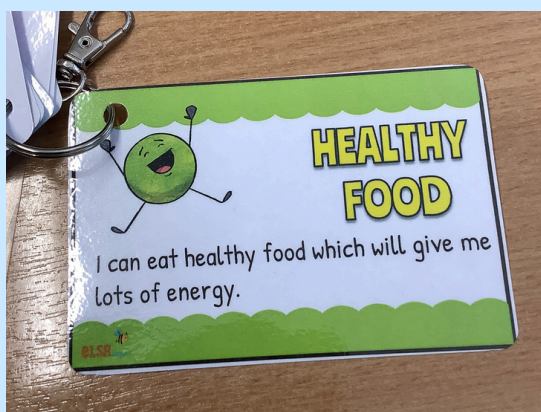 HEALTHY
FOOD
I can eat healthy food which will give me
lots of energy.
eLSA